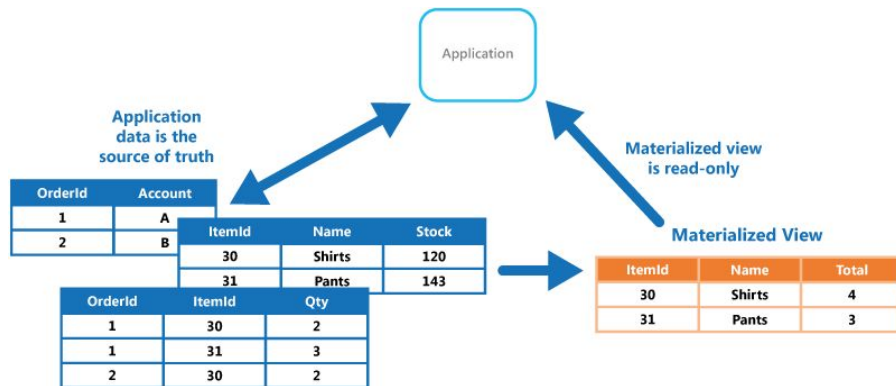 Application
Application
data is the
source of truth
Materialized view
is read-only
OrderId Account
1 A
2 B
ItemId Name Stock
30 Shirts 120
31 Pants 143
OrderId ItemId Qty
1 30 2
1 31 3
2 30 2
Materialized View
ItemId Name Total
30 Shirts 4
31 Pants 3